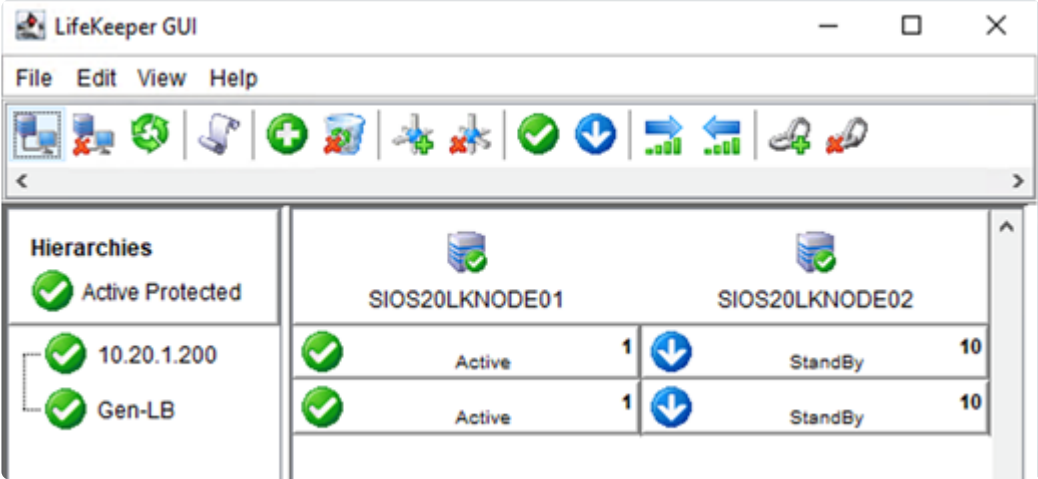 LifeKeeper GUI
File Edit View Help
Hierarchies
Active Protected
SIOS20LKNODE01 SIOS20LKNODE02
10.20.1.200 Active 1 StandBy 10
Gen-LB Active 1 StandBy 10